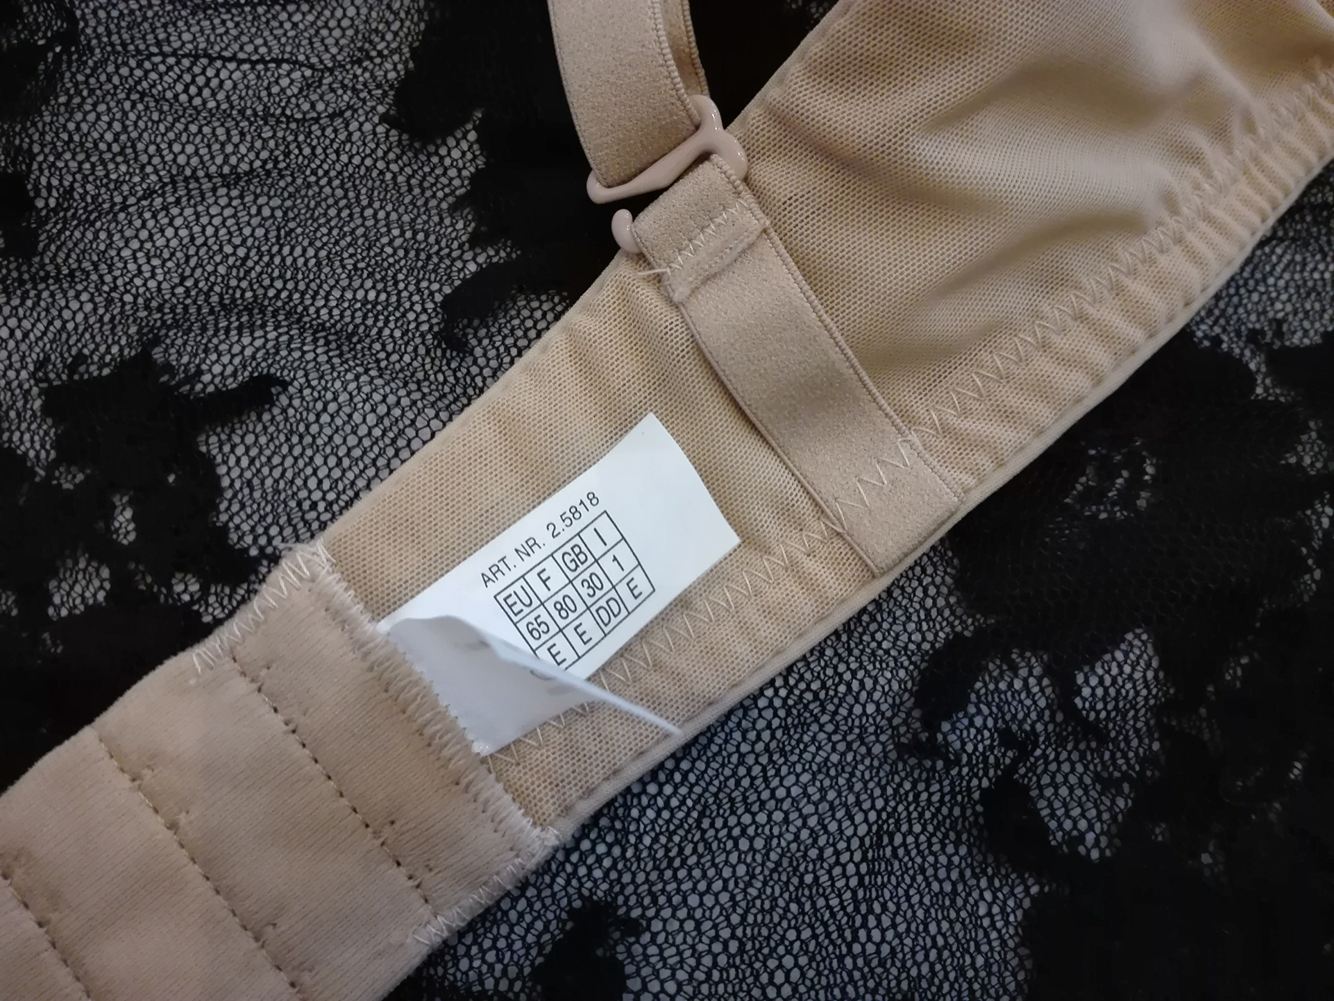 ART. NR. 2.5818
EU F GB I
65 80 30 1
E E DD E